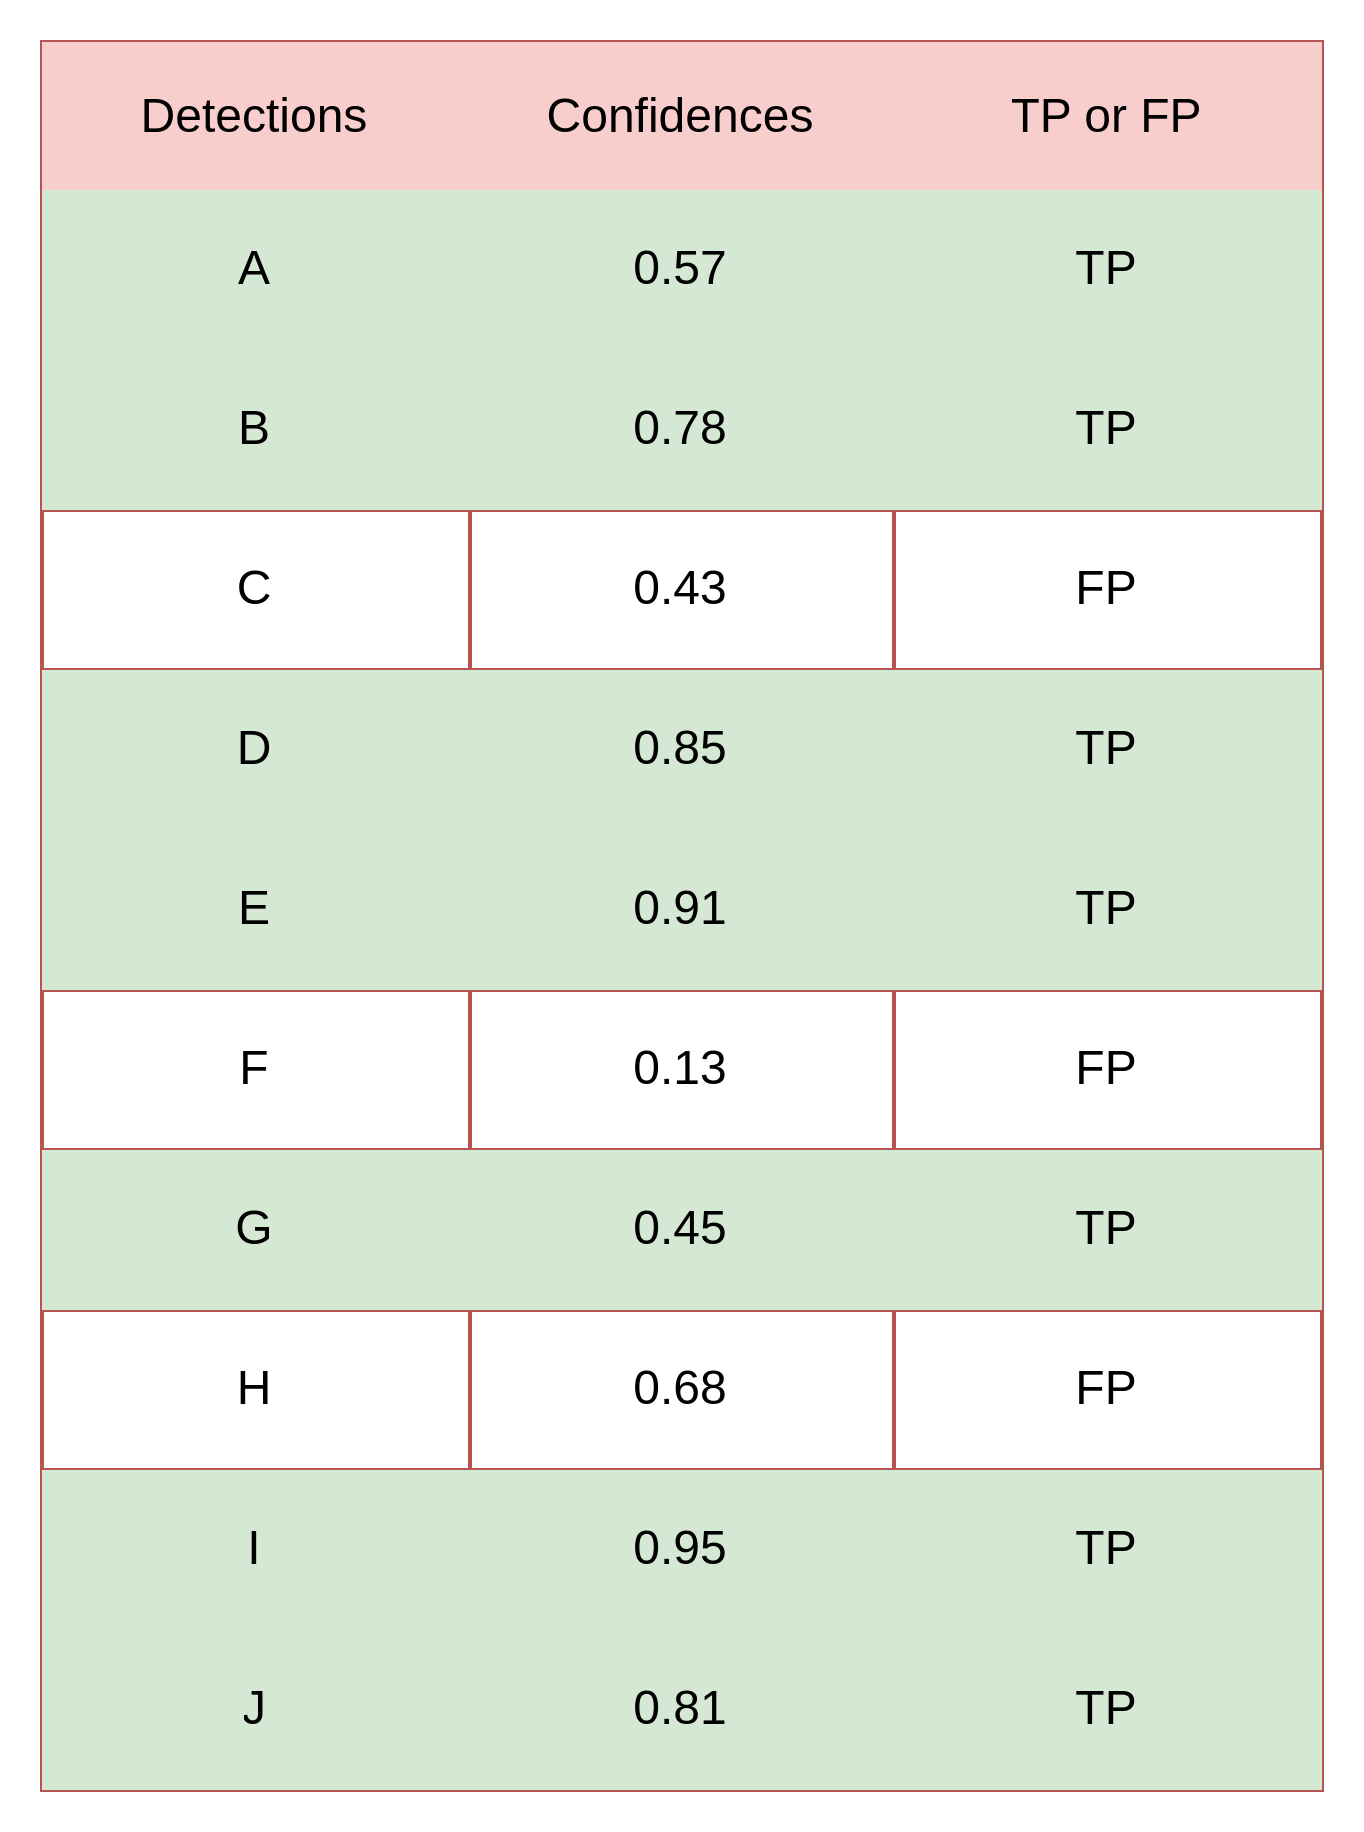 Detections Confidences TP or FP
A 0.57 TP
B 0.78 TP
C 0.43 FP
D 0.85 TP
E 0.91 TP
F 0.13 FP
G 0.45 TP
H 0.68 FP
I 0.95 TP
J 0.81 TP